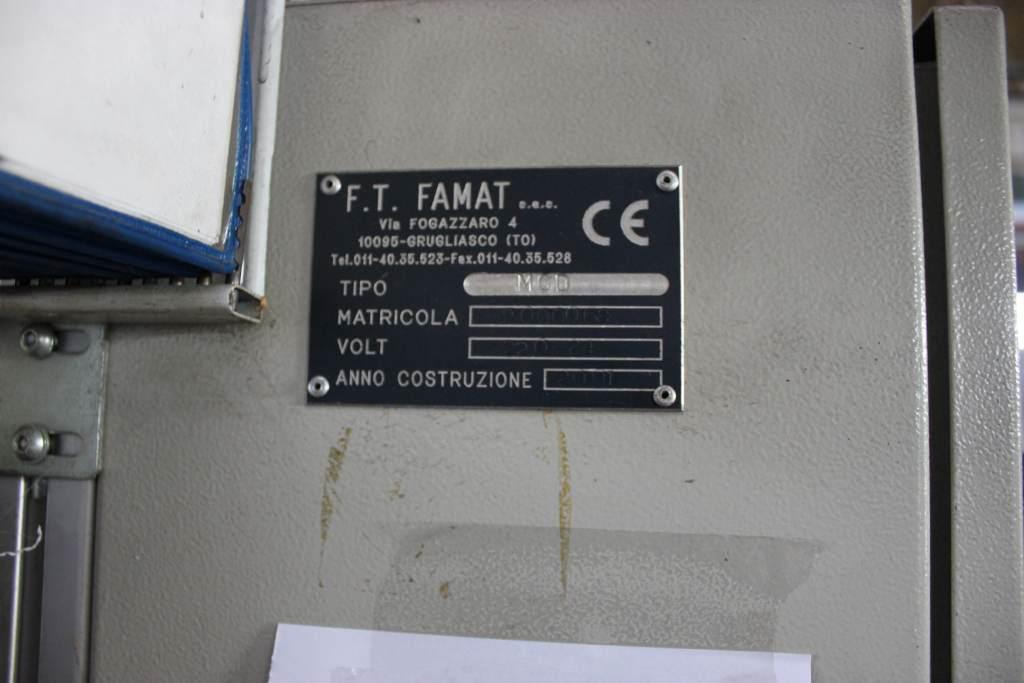 F.T. FAMAT s.a.s.
CE
Via FOGAZZARO 4
10095-GRUGLIASCO (TO)
Tel.011-40.35.523-Fax.011-40.35.528
TIPO
MATRICOLA
VOLT
ANNO COSTRUZIONE 2001